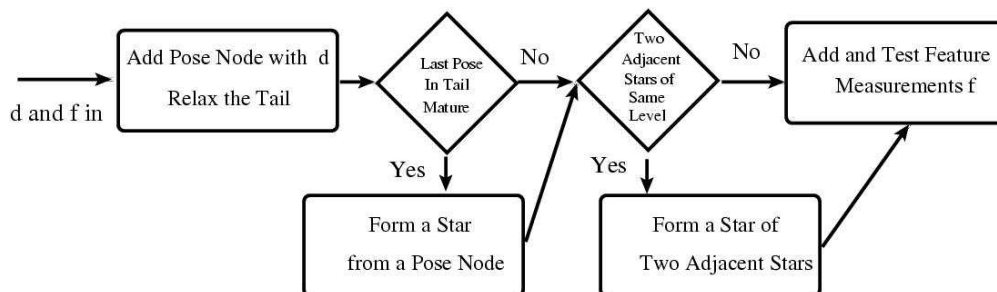 d and f in
Add Pose Node with d
Relax the Tail
Last Pose
In Tail
Mature
No
Yes
Form a Star
from a Pose Node
Two
Adjacent
Stars of
Same
Level
No
Yes
Form a Star of
Two Adjacent Stars
Add and Test Feature
Measurements f